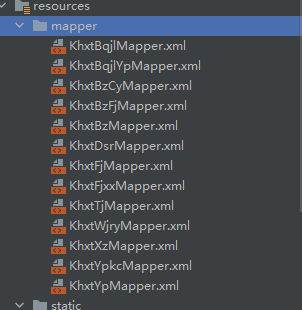 resources
mapper
KhxtBqjlMapper.xml
KhxtBqjlYpMapper.xml
KhxtBzCyMapper.xml
KhxtBzFjMapper.xml
KhxtBzMapper.xml
KhxtDsrMapper.xml
KhxtFjMapper.xml
KhxtFjxxMapper.xml
KhxtTjMapper.xml
KhxtWjryMapper.xml
KhxtXzMapper.xml
KhxtYpkcMapper.xml
KhxtYpMapper.xml
static